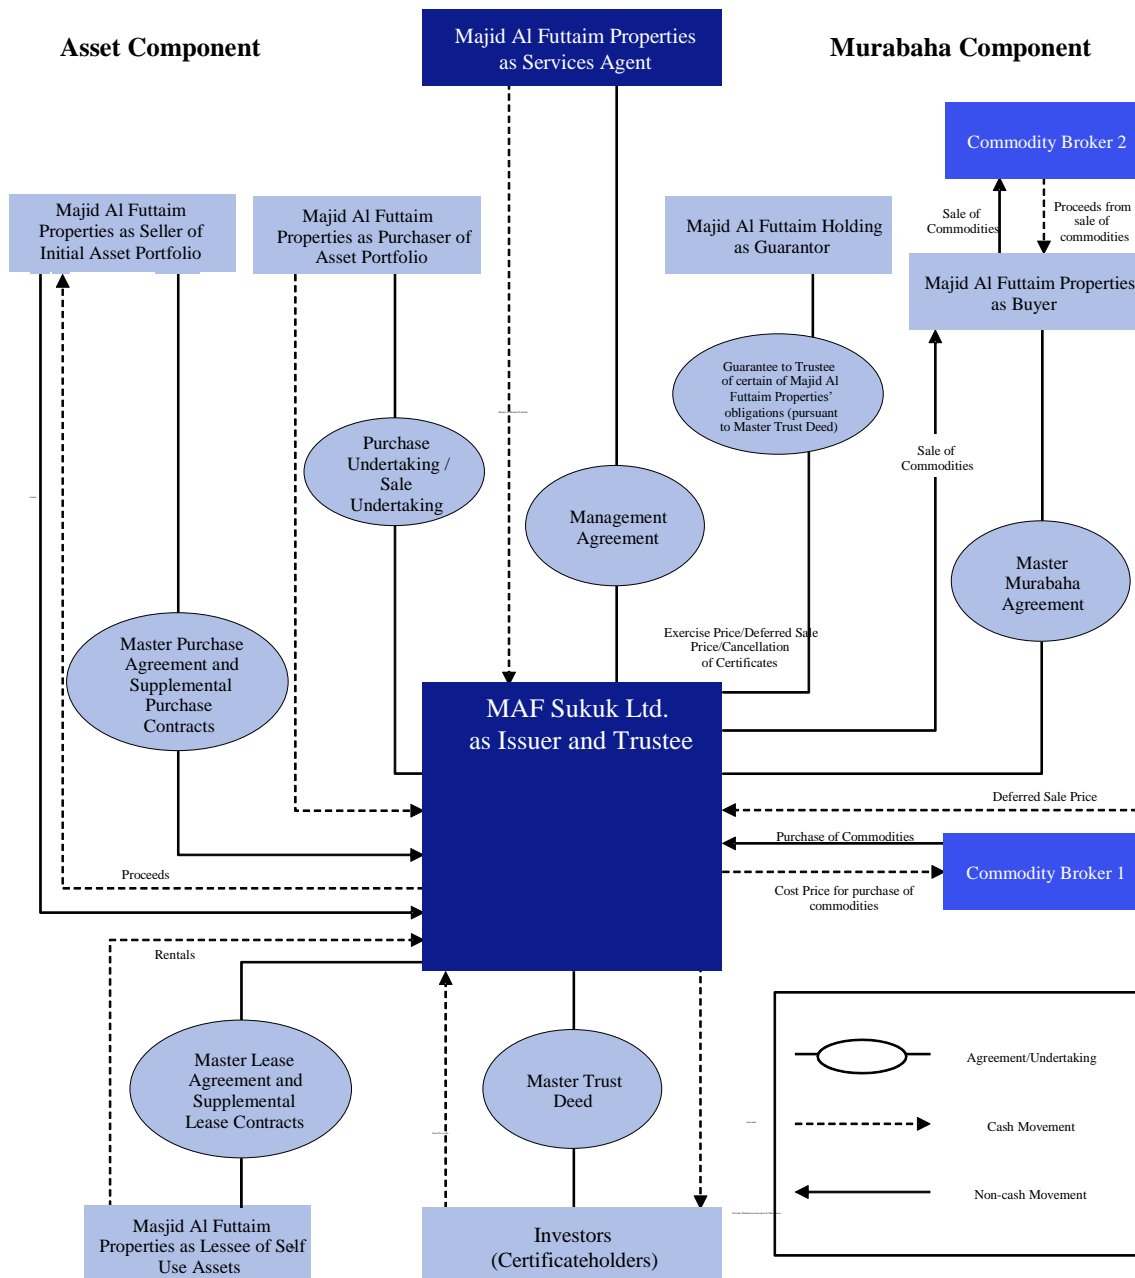 Asset Component
Majid Al Futtaim Properties
as Services Agent
Murabaha Component
Commodity Broker 2
Majid Al Futtaim
Properties as Seller of
Initial Asset Portfolio
Majid Al Futtaim
Properties as Purchaser of
Asset Portfolio
Majid Al Futtaim Holding
as Guarantor
Sale of
Commodities
Proceeds from
sale of
commodities
Majid Al Futtaim Properties
as Buyer
Guarantee to Trustee
of certain of Majid Al
Futtaim Properties'
obligations (pursuant
to Master Trust Deed)
Purchase
Undertaking /
Sale
Undertaking
Sale of
Commodities
Management
Agreement
Master
Murabaha
Agreement
Master Purchase
Agreement and
Supplemental
Purchase
Contracts
Exercise Price/Deferred Sale
Price/Cancellation
of Certificates
MAF Sukuk Ltd.
as Issuer and Trustee
Deferred Sale Price
Purchase of Commodities
Commodity Broker 1
Cost Price for purchase of
commodities
Proceeds
Rentals
Master Lease
Agreement and
Supplemental
Lease Contracts
Master Trust
Deed
Agreement/Undertaking
Cash Movement
Non-cash Movement
Masjid Al Futtaim
Properties as Lessee of Self
Use Assets
Investors
(Certificateholders)